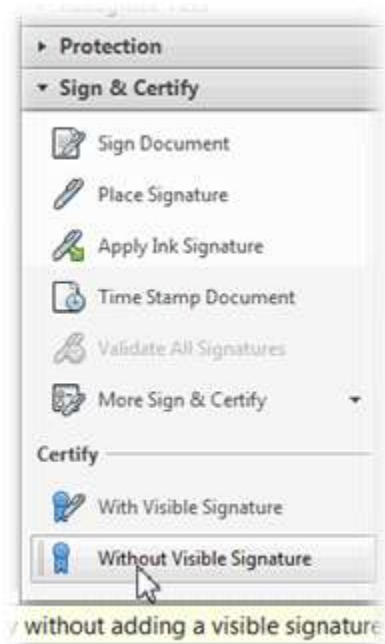 Protection
Sign & Certify
Sign Document
Place Signature
Apply Ink Signature
Time Stamp Document
Validate All Signatures
More Sign & Certify
Certify
With Visible Signature
Without Visible Signature
without adding a visible signature